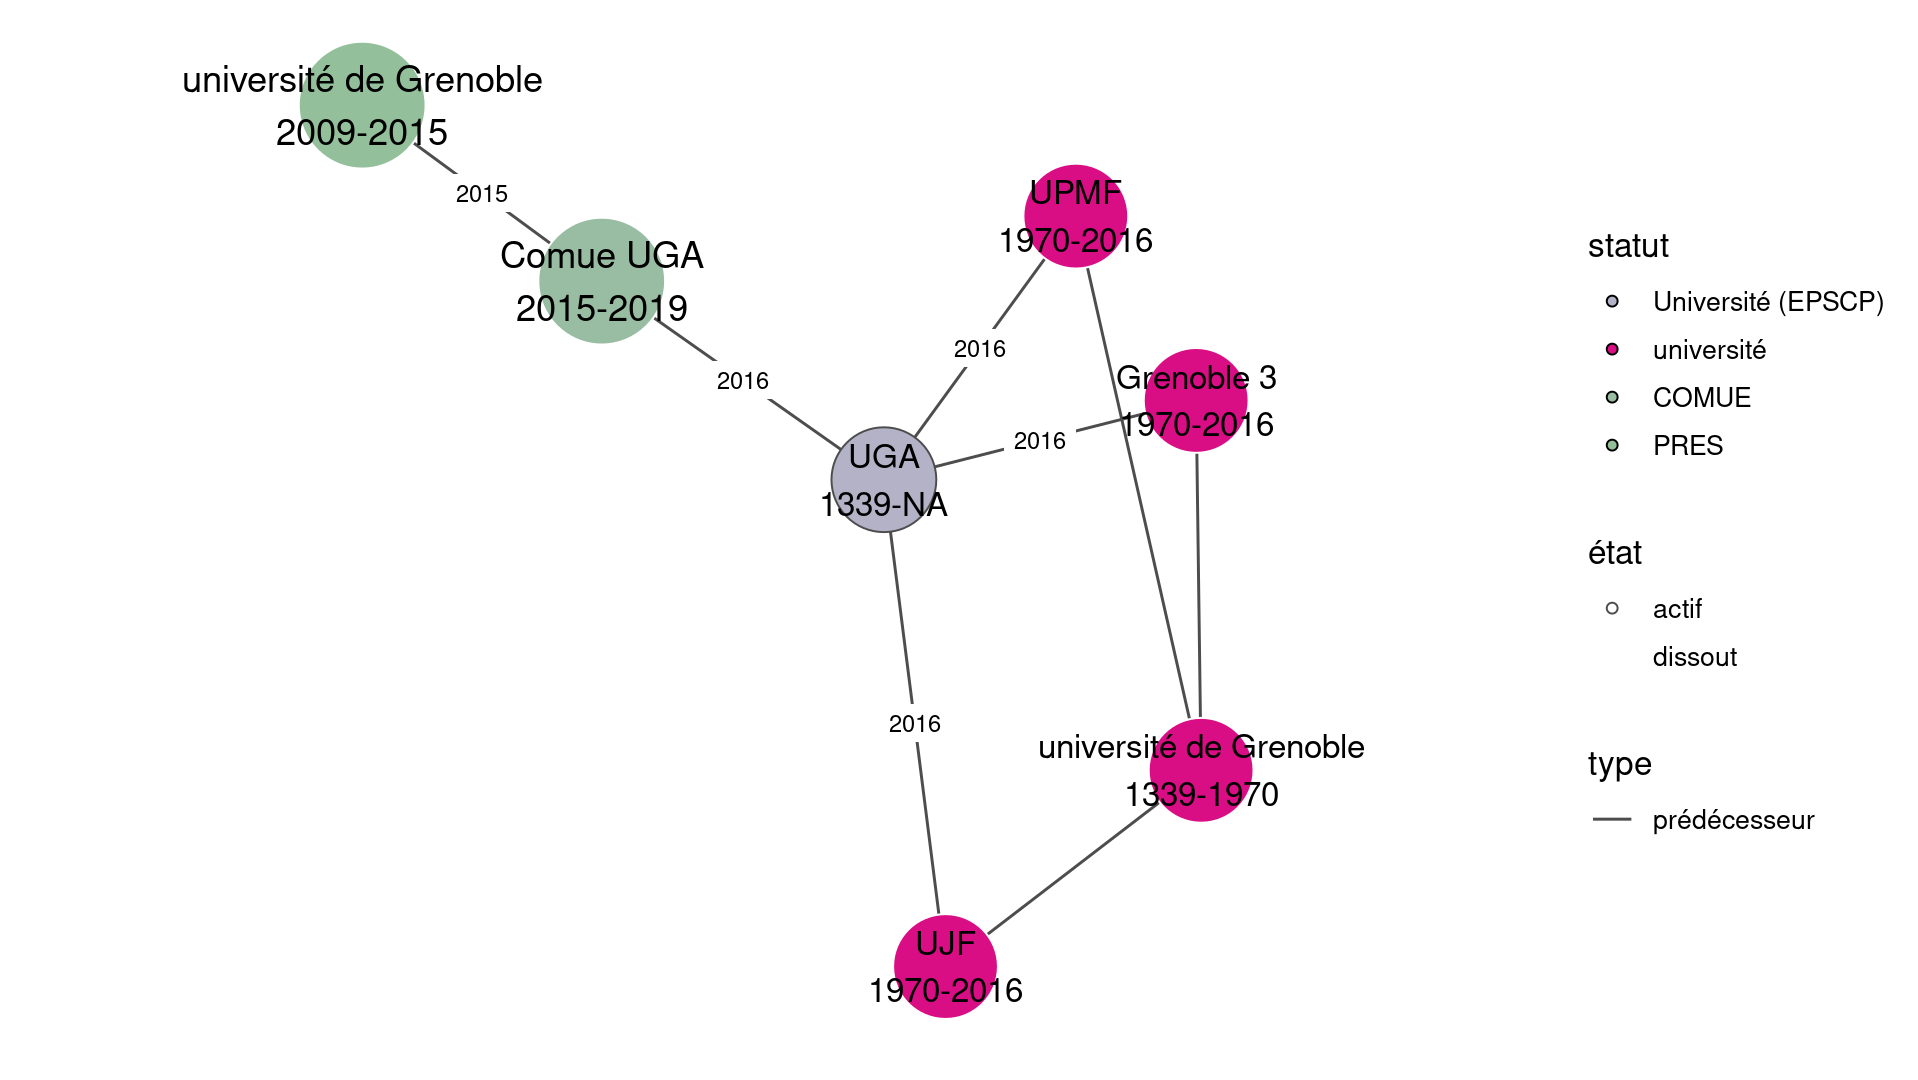 université de Grenoble
2009-2015
2015
Comue UGA
2015-2019
2016
UPMF
1970-2016
2016
Grenoble 3
1970-2016
2016
UGA
1339-NA
2016
université de Grenoble
1339-1970
UJF
1970-2016
statut
Université (EPSCP)
université
COMUE
PRES
état
actif
dissout
type
prédécesseur